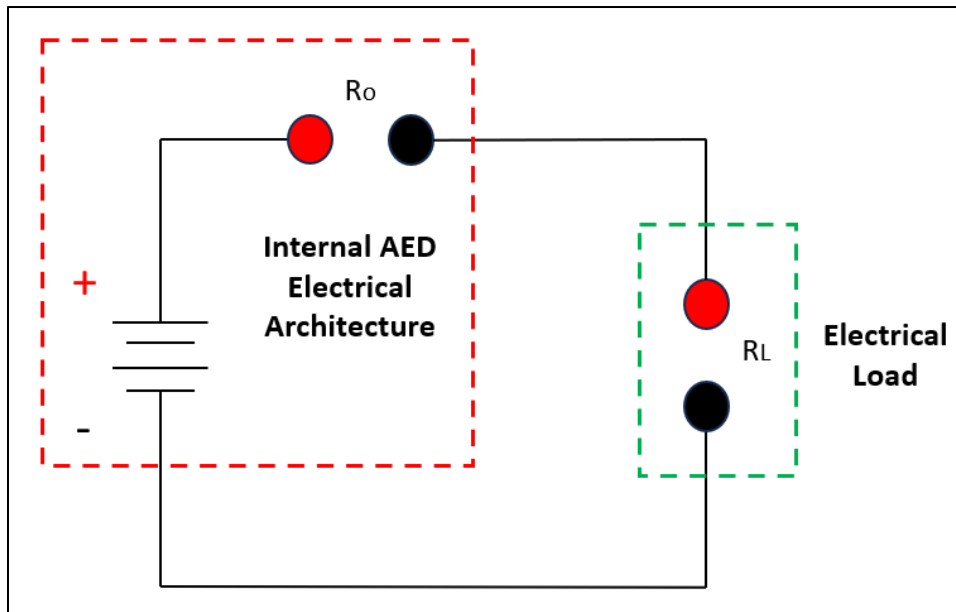 Ro
Internal AED
Electrical
Architecture
+
-
RL
Electrical
Load